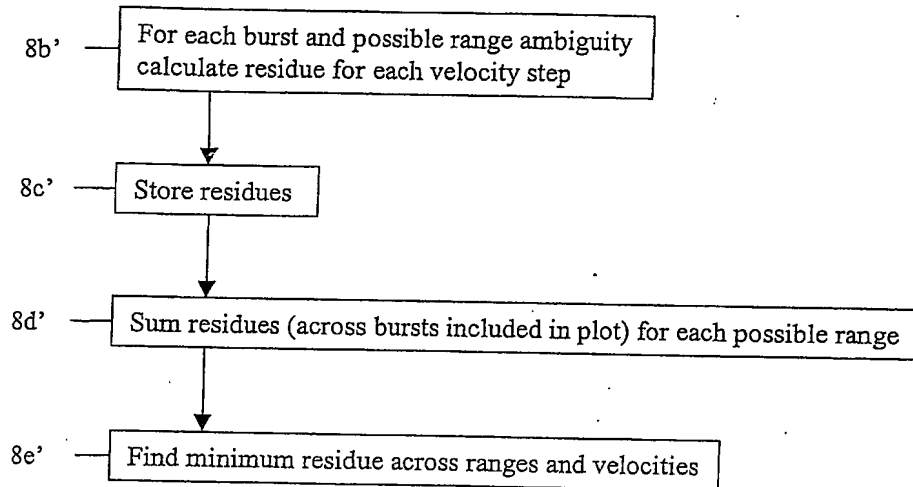 8b’ For each burst and possible range ambiguity
calculate residue for each velocity step
8c’ Store residues
8d’ Sum residues (across bursts included in plot) for each possible range
8e’ Find minimum residue across ranges and velocities